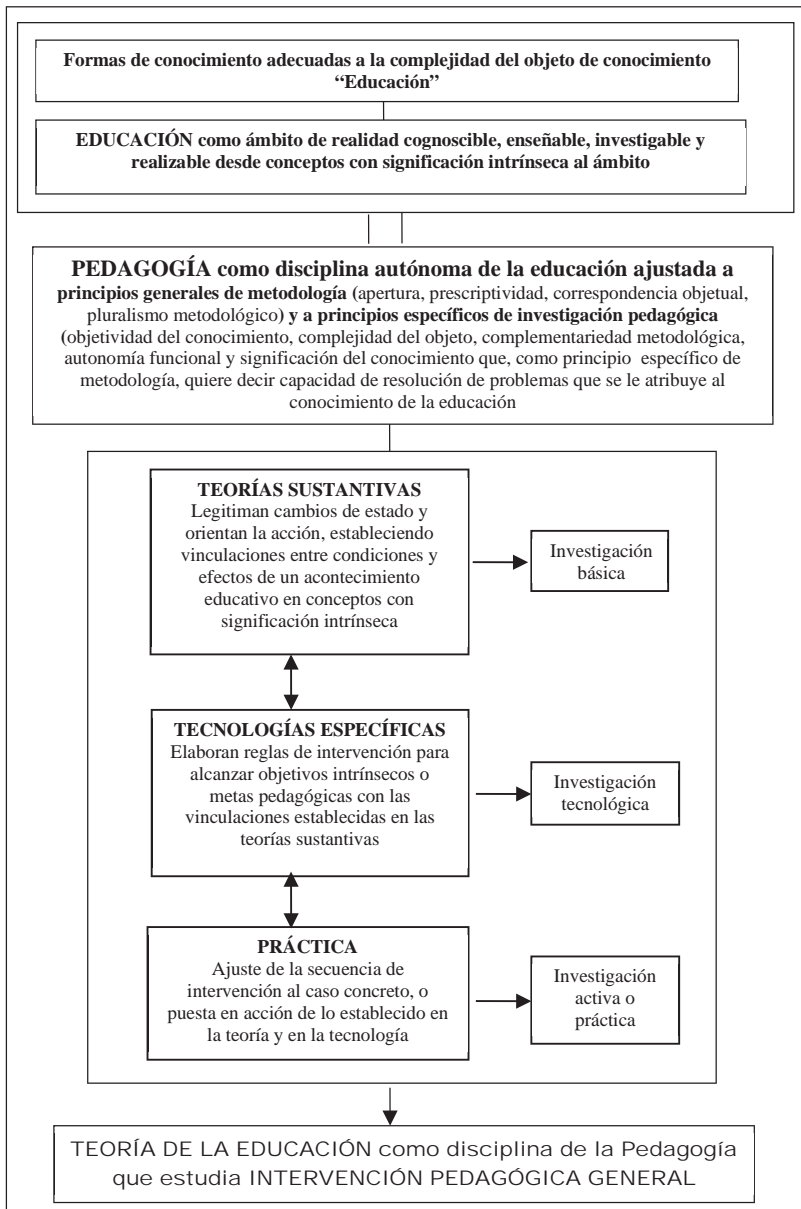 Formas de conocimiento adecuadas a la complejidad del objeto de conocimiento
“Educación”
EDUCACIÓN como ámbito de realidad cognoscible, enseñable, investigable y
realizable desde conceptos con significación intrínseca al ámbito
PEDAGOGÍA como disciplina autónoma de la educación ajustada a
principios generales de metodología (apertura, prescriptividad, correspondencia objetual,
pluralismo metodológico) y a principios específicos de investigación pedagógica
(objetividad del conocimiento, complejidad del objeto, complementariedad metodológica,
autonomía funcional y significación del conocimiento que, como principio específico de
metodología, quiere decir capacidad de resolución de problemas que se le atribuye al
conocimiento de la educación
TEORÍAS SUSTANTIVAS
Legitiman cambios de estado y
orientan la acción, estableciendo
vinculaciones entre condiciones y
efectos de un acontecimiento
educativo en conceptos con
significación intrínseca
Investigación
básica
TECNOLOGÍAS ESPECÍFICAS
Elaboran reglas de intervención para
alcanzar objetivos intrínsecos o
metas pedagógicas con las
vinculaciones establecidas en las
teorías sustantivas
Investigación
tecnológica
PRÁCTICA
Ajuste de la secuencia de
intervención al caso concreto, o
puesta en acción de lo establecido en
la teoría y en la tecnología
Investigación
activa o
práctica
TEORÍA DE LA EDUCACIÓN como disciplina de la Pedagogía
que estudia INTERVENCIÓN PEDAGÓGICA GENERAL